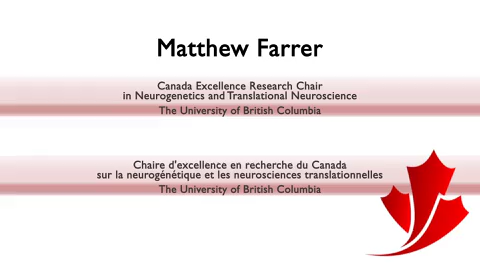 Matthew Farrer
Canada Excellence Research Chair
in Neurogenetics and Translational Neuroscience
The University of British Columbia
Chaire d'excellence en recherche du Canada
sur la neurogénétique et les neurosciences translationnelles
The University of British Columbia